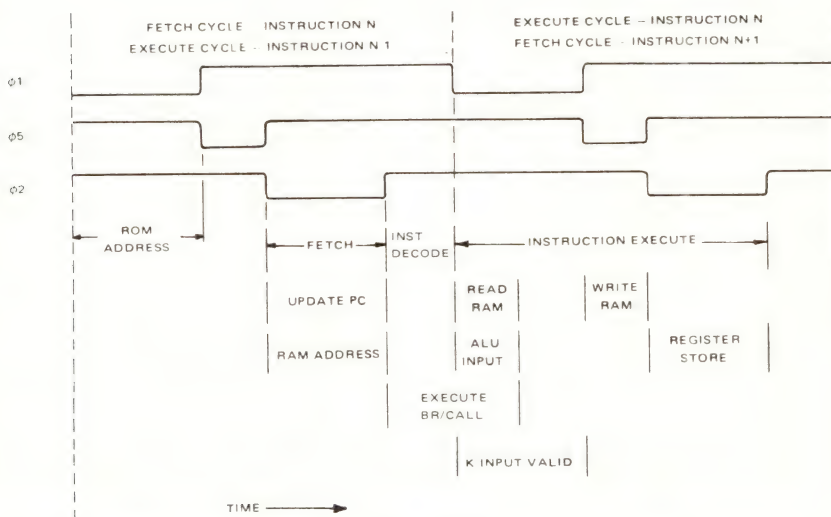 FETCH CYCLE   INSTRUCTION N
EXECUTE CYCLE - INSTRUCTION N 1
EXECUTE CYCLE – INSTRUCTION N
FETCH CYCLE - INSTRUCTION N+1
φ1
φ5
φ2
ROM
ADDRESS
FETCH
INST
DECODE
INSTRUCTION EXECUTE
UPDATE PC
READ
RAM
WRITE
RAM
RAM ADDRESS
ALU
INPUT
REGISTER
STORE
EXECUTE
BR/CALL
K INPUT VALID
TIME